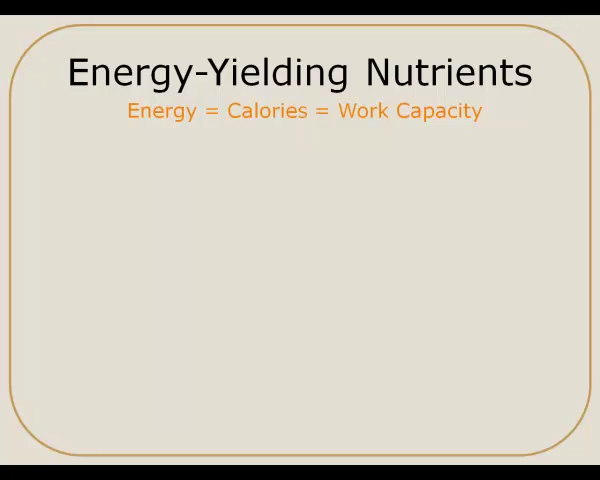 Energy-Yielding Nutrients
Energy = Calories = Work Capacity